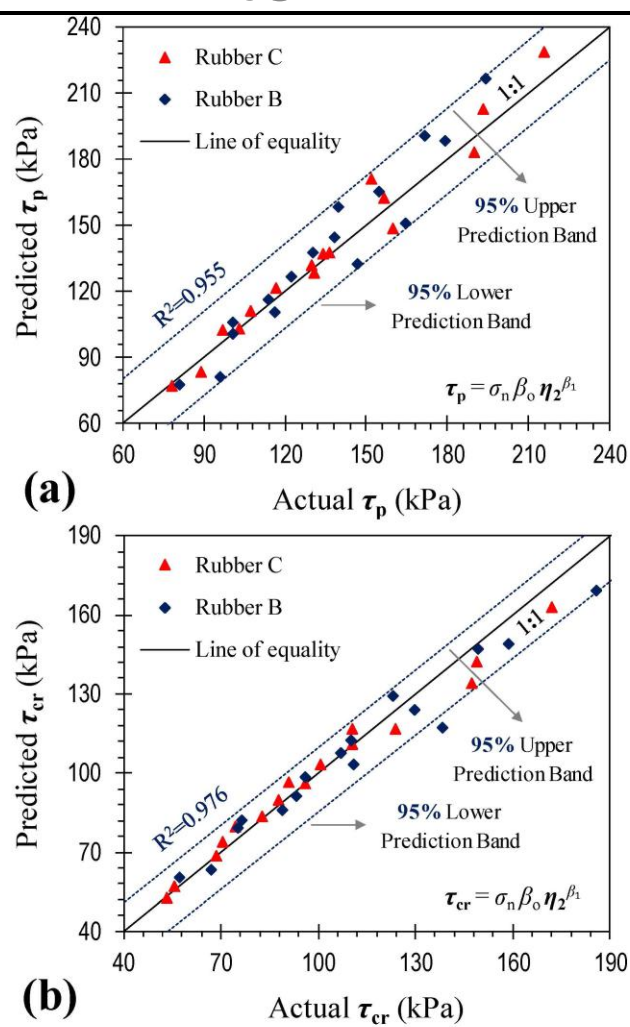 240
210
180
150
120
90
60
Predicted τp (kPa)
Rubber C
Rubber B
Line of equality
1:1
R²=0.955
95% Upper
Prediction Band
95% Lower
Prediction Band
τp = σn βo η2^β1
60 90 120 150 180 210 240
(a)
Actual τp (kPa)
190
160
130
100
70
40
Predicted τcr (kPa)
Rubber C
Rubber B
Line of equality
1:1
R²=0.976
95% Upper
Prediction Band
95% Lower
Prediction Band
τcr = σn βo η2^β1
40 70 100 130 160 190
(b)
Actual τcr (kPa)